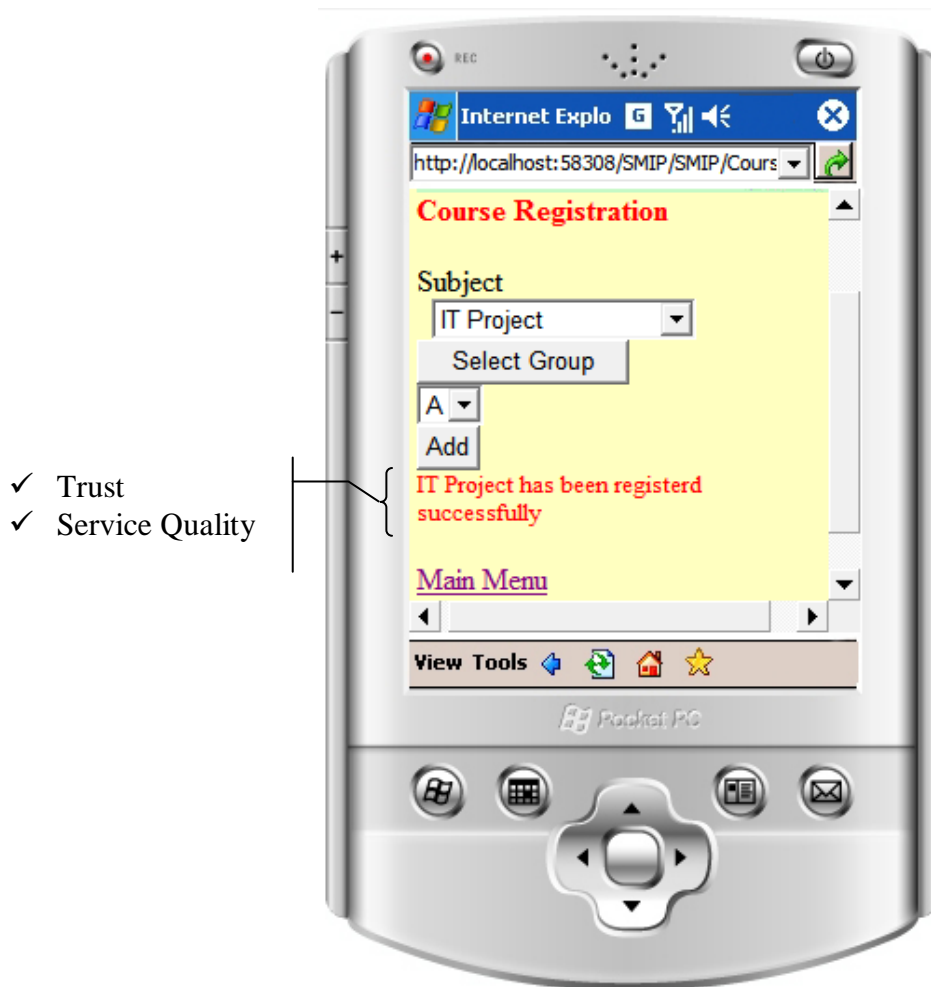 REC
Internet Explo G
http://localhost:58308/SMIP/SMIP/Cours
Course Registration
+
Subject
−
IT Project
Select Group
A
Add
IT Project has been registerd
successfully
✓ Trust
✓ Service Quality
Main Menu
View Tools
Pocket PC